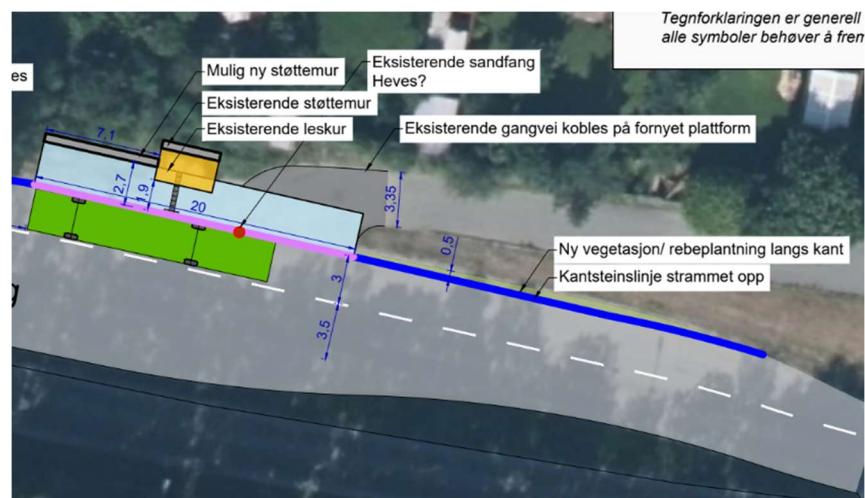 Tegnforklaringen er generell
alle symboler behøver å frem
es
Mulig ny støttemur
Eksisterende sandfang
Heves?
Eksisterende støttemur
Eksisterende leskur
Eksisterende gangvei kobles på fornyet plattform
7,1
2,7
1,9
20
3,35
0,5
Ny vegetasjon/ rebeplantning langs kant
Kantsteinslinje strammet opp
3
3,5
g